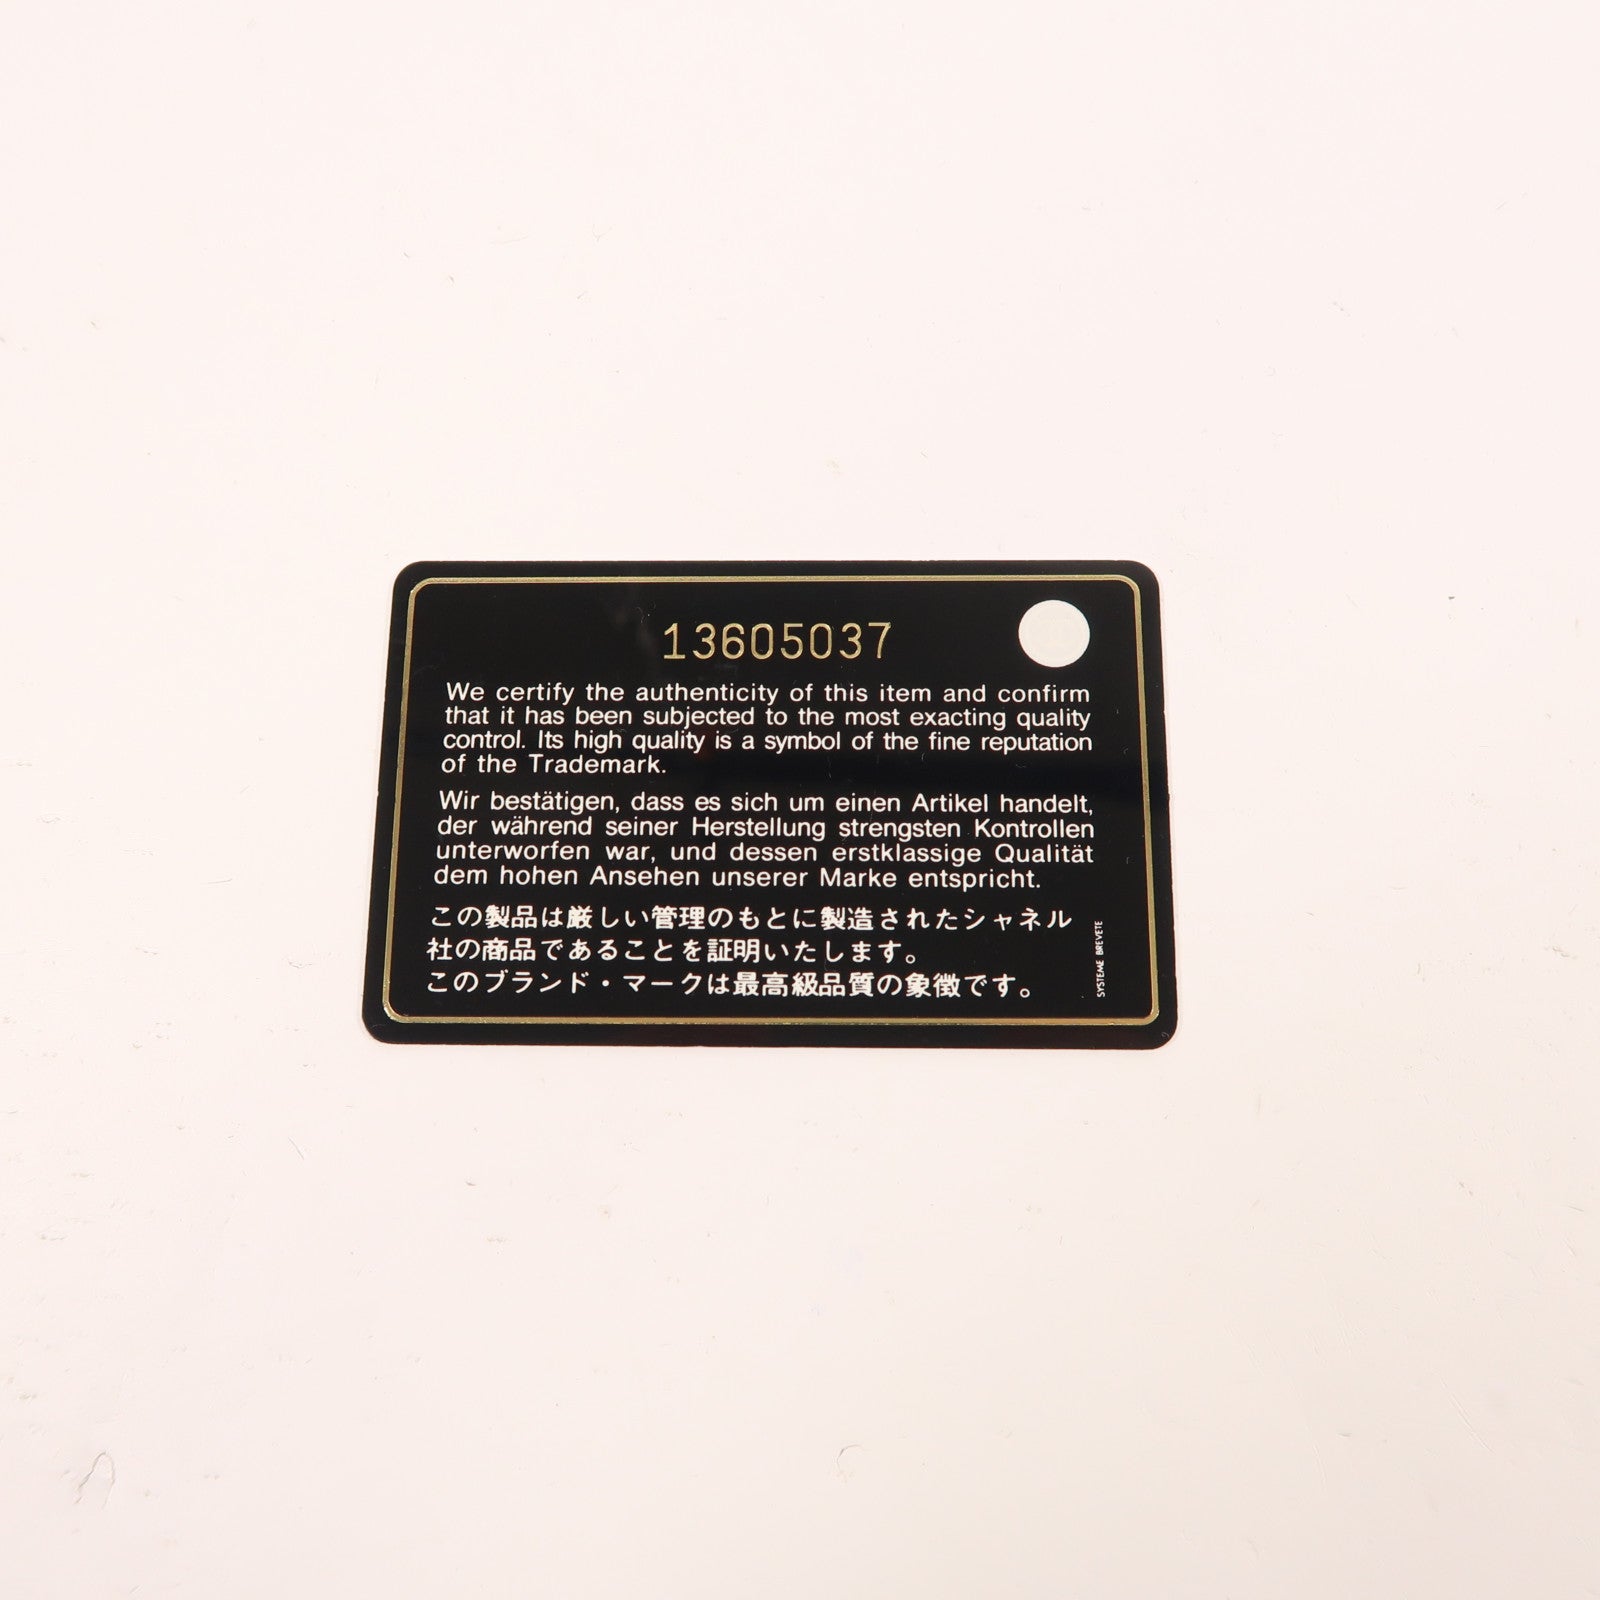 13605037
We certify the authenticity of this item and confirm
that it has been subjected to the most exacting quality
control. Its high quality is a symbol of the fine reputation
of the Trademark.
Wir bestätigen, dass es sich um einen Artikel handelt,
der während seiner Herstellung strengsten Kontrollen
unterworfen war, und dessen erstklassige Qualität
dem hohen Ansehen unserer Marke entspricht.
この製品は厳しい管理のもとに製造されたシャネル
社の商品であることを証明いたします。
このブランド・マークは最高級品質の象徴です。
SYSTEME BREVETE